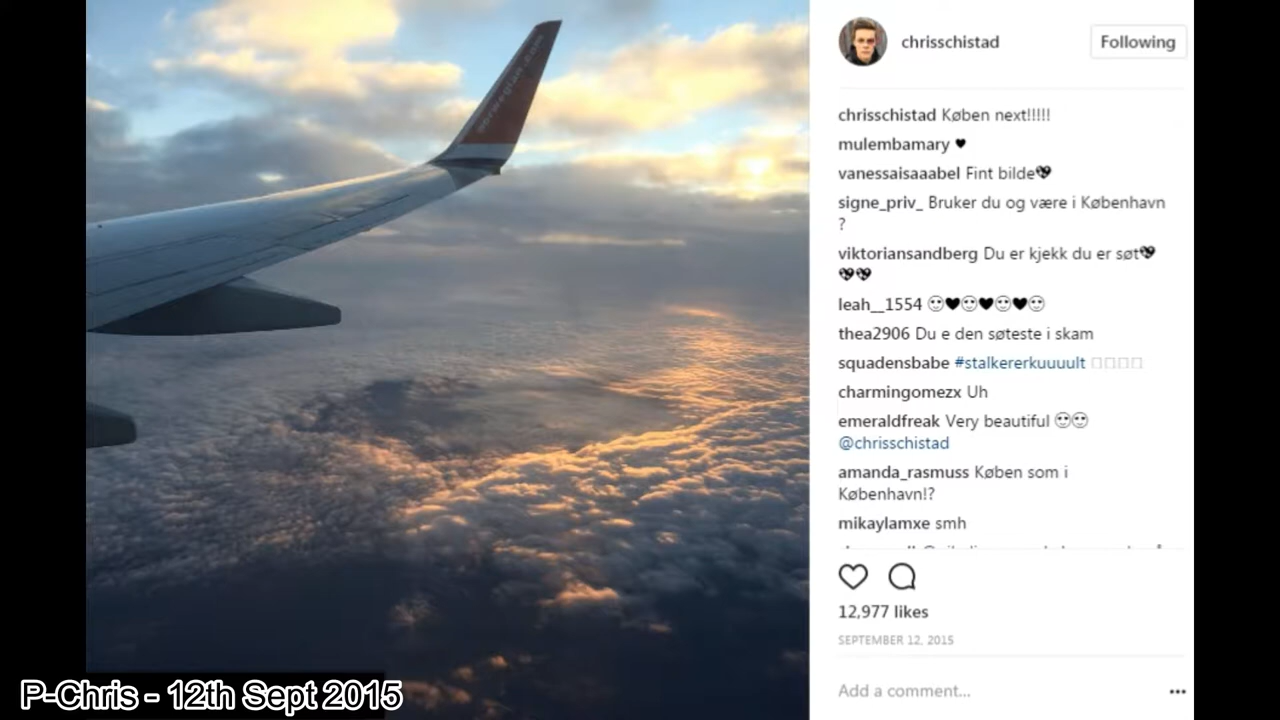 norwegian.com
chrisschistad
Following
chrisschistad Køben next!!!!!
mulembamary ♥
vanessaisaaabel Fint bilde💖
signe_priv_ Bruker du og være i København
?
viktoriansandberg Du er kjekk du er søt💖
💖💖
leah__1554 🙂♥🙂♥🙂♥🙂
thea2906 Du e den søteste i skam
squadensbabe #stalkererkuuuult
charmingomezx Uh
emeraldfreak Very beautiful 🙂🙂
@chrisschistad
amanda_rasmuss Køben som i
København!?
mikaylamxe smh
12,977 likes
SEPTEMBER 12, 2015
Add a comment...
P-Chris - 12th Sept 2015